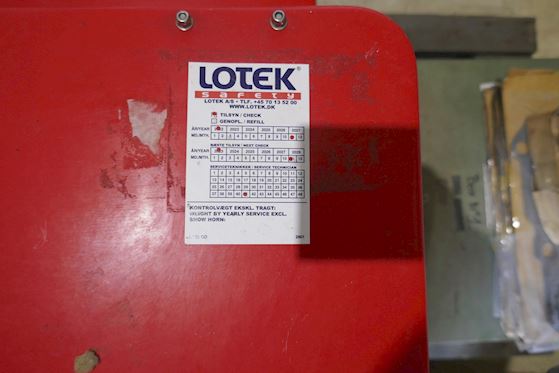 LOTEK®
safety
LOTEK A/S • TLF. +45 70 13 52 00
WWW.LOTEK.DK
TILSYN / CHECK
GENOPL. / REFILL
ÅR/YEAR 2023 2024 2025 2026 2027
MD./MTH. 1 2 3 4 5 6 7 8 9 10 12
NÆSTE TILSYN / NEXT CHECK
ÅR/YEAR 2024 2025 2026 2027 2028
MD./MTH. 1 2 3 4 5 6 7 8 9 10 12
SERVICETEKNIKER / SERVICE TECHNICIAN
1 2 3 4 5 6 7 8 9 10 11 12
13 14 15 16 17 18 19 20 21 22 23 24
25 26 27 28 29 30 31 32 33 34 35 36
37 38 39 40 42 43 44 45 46 47 48
KONTROLVÆGT EKSKL. TRAGT:
WEIGHT BY YEARLY SERVICE EXCL.
SNOW HORN: